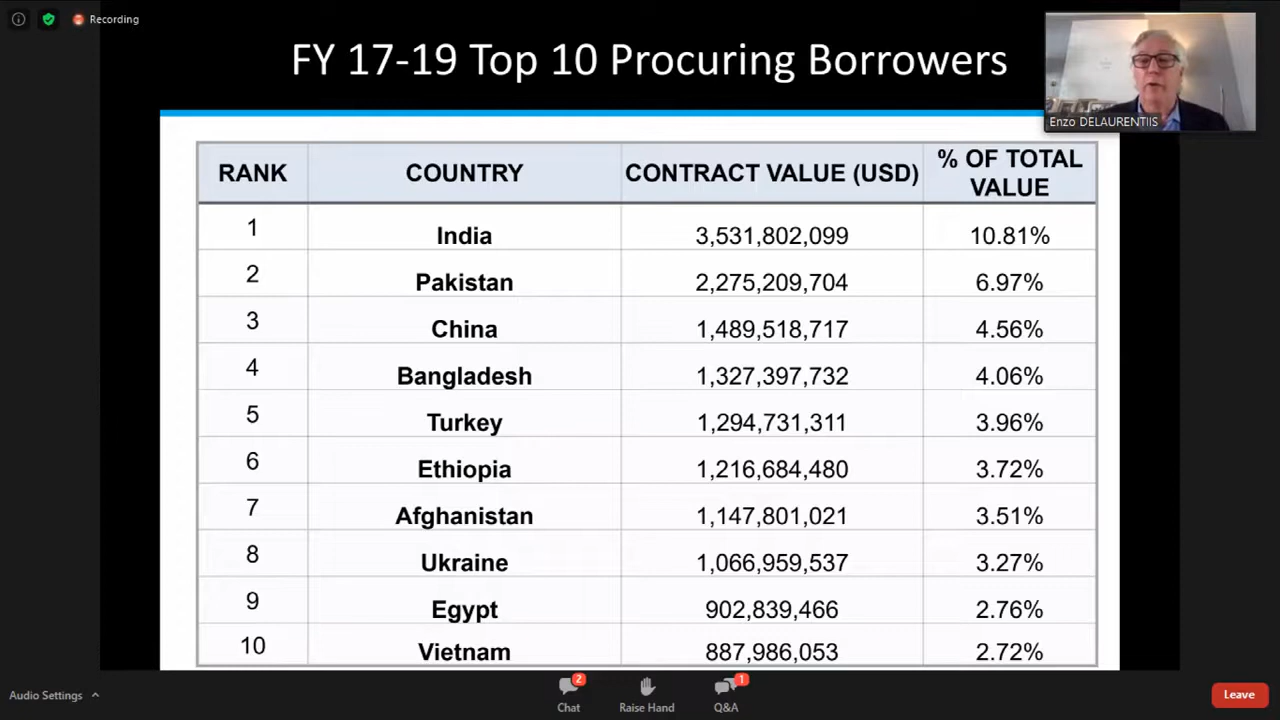 Recording
FY 17-19 Top 10 Procuring Borrowers
Enzo DELAURENTIIS
RANK COUNTRY CONTRACT VALUE (USD) % OF TOTAL VALUE
1 India 3,531,802,099 10.81%
2 Pakistan 2,275,209,704 6.97%
3 China 1,489,518,717 4.56%
4 Bangladesh 1,327,397,732 4.06%
5 Turkey 1,294,731,311 3.96%
6 Ethiopia 1,216,684,480 3.72%
7 Afghanistan 1,147,801,021 3.51%
8 Ukraine 1,066,959,537 3.27%
9 Egypt 902,839,466 2.76%
10 Vietnam 887,986,053 2.72%
2 1
Audio Settings Chat Raise Hand Q&A Leave